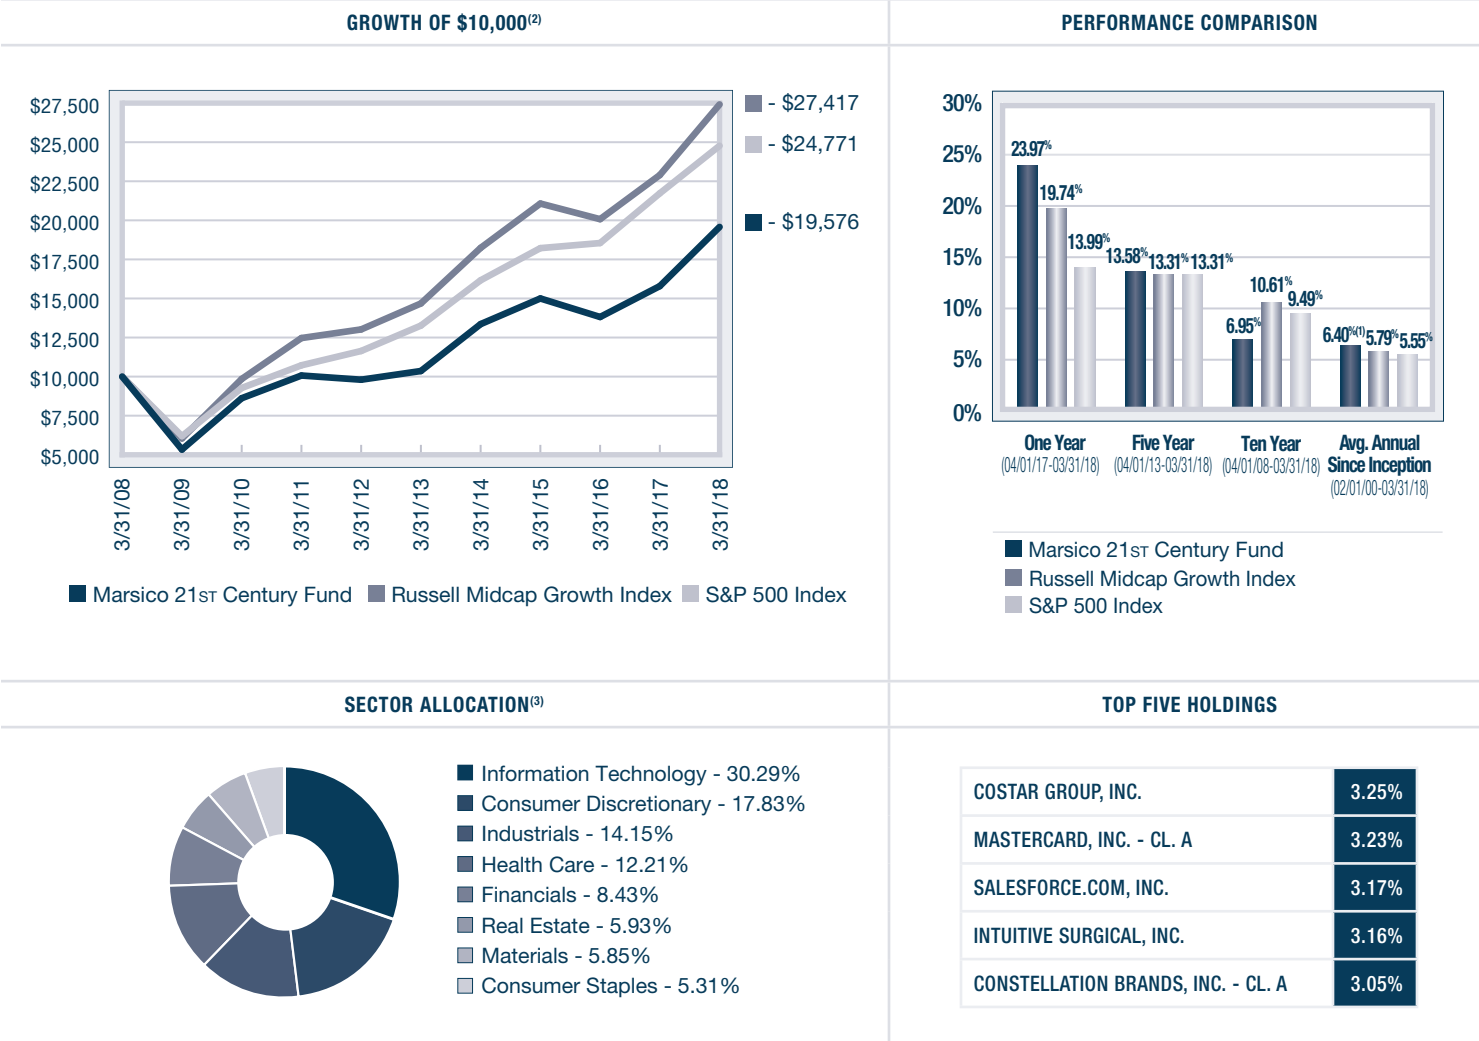 GROWTH OF $10,000(2)
$27,500
$25,000
$22,500
$20,000
$17,500
$15,000
$12,500
$10,000
$7,500
$5,000
- $27,417
- $24,771
- $19,576
3/31/08
3/31/09
3/31/10
3/31/11
3/31/12
3/31/13
3/31/14
3/31/15
3/31/16
3/31/17
3/31/18
Marsico 21ST Century Fund Russell Midcap Growth Index S&P 500 Index
PERFORMANCE COMPARISON
30%
25%
20%
15%
10%
5%
0%
23.97%
19.74%
13.99%
13.58% 13.31% 13.31%
6.95%
10.61%
9.49%
6.40%(1) 5.79% 5.55%
One Year
(04/01/17-03/31/18)
Five Year
(04/01/13-03/31/18)
Ten Year
(04/01/08-03/31/18)
Avg. Annual
Since Inception
(02/01/00-03/31/18)
Marsico 21ST Century Fund
Russell Midcap Growth Index
S&P 500 Index
SECTOR ALLOCATION(3)
Information Technology - 30.29%
Consumer Discretionary - 17.83%
Industrials - 14.15%
Health Care - 12.21%
Financials - 8.43%
Real Estate - 5.93%
Materials - 5.85%
Consumer Staples - 5.31%
TOP FIVE HOLDINGS
COSTAR GROUP, INC. 3.25%
MASTERCARD, INC. - CL. A 3.23%
SALESFORCE.COM, INC. 3.17%
INTUITIVE SURGICAL, INC. 3.16%
CONSTELLATION BRANDS, INC. - CL. A 3.05%